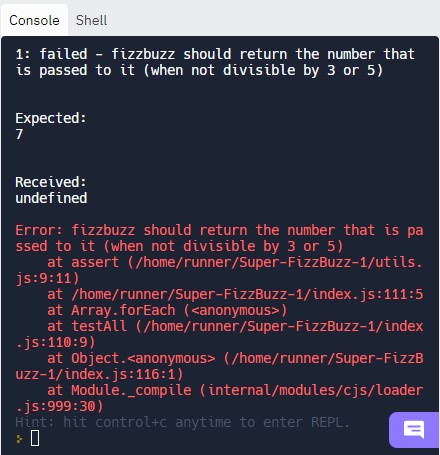 Console Shell
1: failed - fizzbuzz should return the number that
is passed to it (when not divisible by 3 or 5)
Expected:
7
Received:
undefined
Error: fizzbuzz should return the number that is pa
ssed to it (when not divisible by 3 or 5)
at assert (/home/runner/Super-FizzBuzz-1/utils.
js:9:11)
at /home/runner/Super-FizzBuzz-1/index.js:111:5
at Array.forEach (<anonymous>)
at testAll (/home/runner/Super-FizzBuzz-1/index
.js:110:9)
at Object.<anonymous> (/home/runner/Super-FizzB
uzz-1/index.js:116:1)
at Module._compile (internal/modules/cjs/loader
.js:999:30)
Hint: hit control+c anytime to enter REPL.